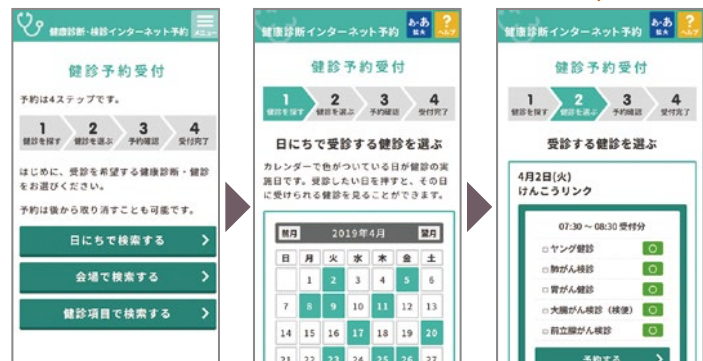 健康診断・検診インターネット予約
メニュー
健診予約受付
予約は4ステップです。
1 健診を探す
2 健診を選ぶ
3 予約確認
4 受付完了
はじめに、受診を希望する健康診断・健診
をお選びください。
予約は後から取り消すことも可能です。
日にちで検索する
会場で検索する
健診項目で検索する
健康診断インターネット予約
あ・あ
拡大
?
ヘルプ
健診予約受付
1 健診を探す
2 健診を選ぶ
3 予約確認
4 受付完了
日にちで受診する健診を選ぶ
カレンダーで色がついている日が健診の実
施日です。受診したい日を押すと、その日
に受けられる健診を見ることができます。
前月 2019年4月 翌月
日 月 火 水 木 金 土
1 2 3 4 5 6
7 8 9 10 11 12 13
14 15 16 17 18 19 20
21 22 23 24 25 26 27
健康診断インターネット予約
あ・あ
拡大
?
ヘルプ
健診予約受付
1 健診を探す
2 健診を選ぶ
3 予約確認
4 受付完了
受診する健診を選ぶ
4月2日(火)
けんこうリンク
07:30 ~ 08:30 受付分
ヤング健診 ○
肺がん検診 ○
胃がん健診 ○
大腸がん検診（検便） ○
前立腺がん検診 ○
予約する